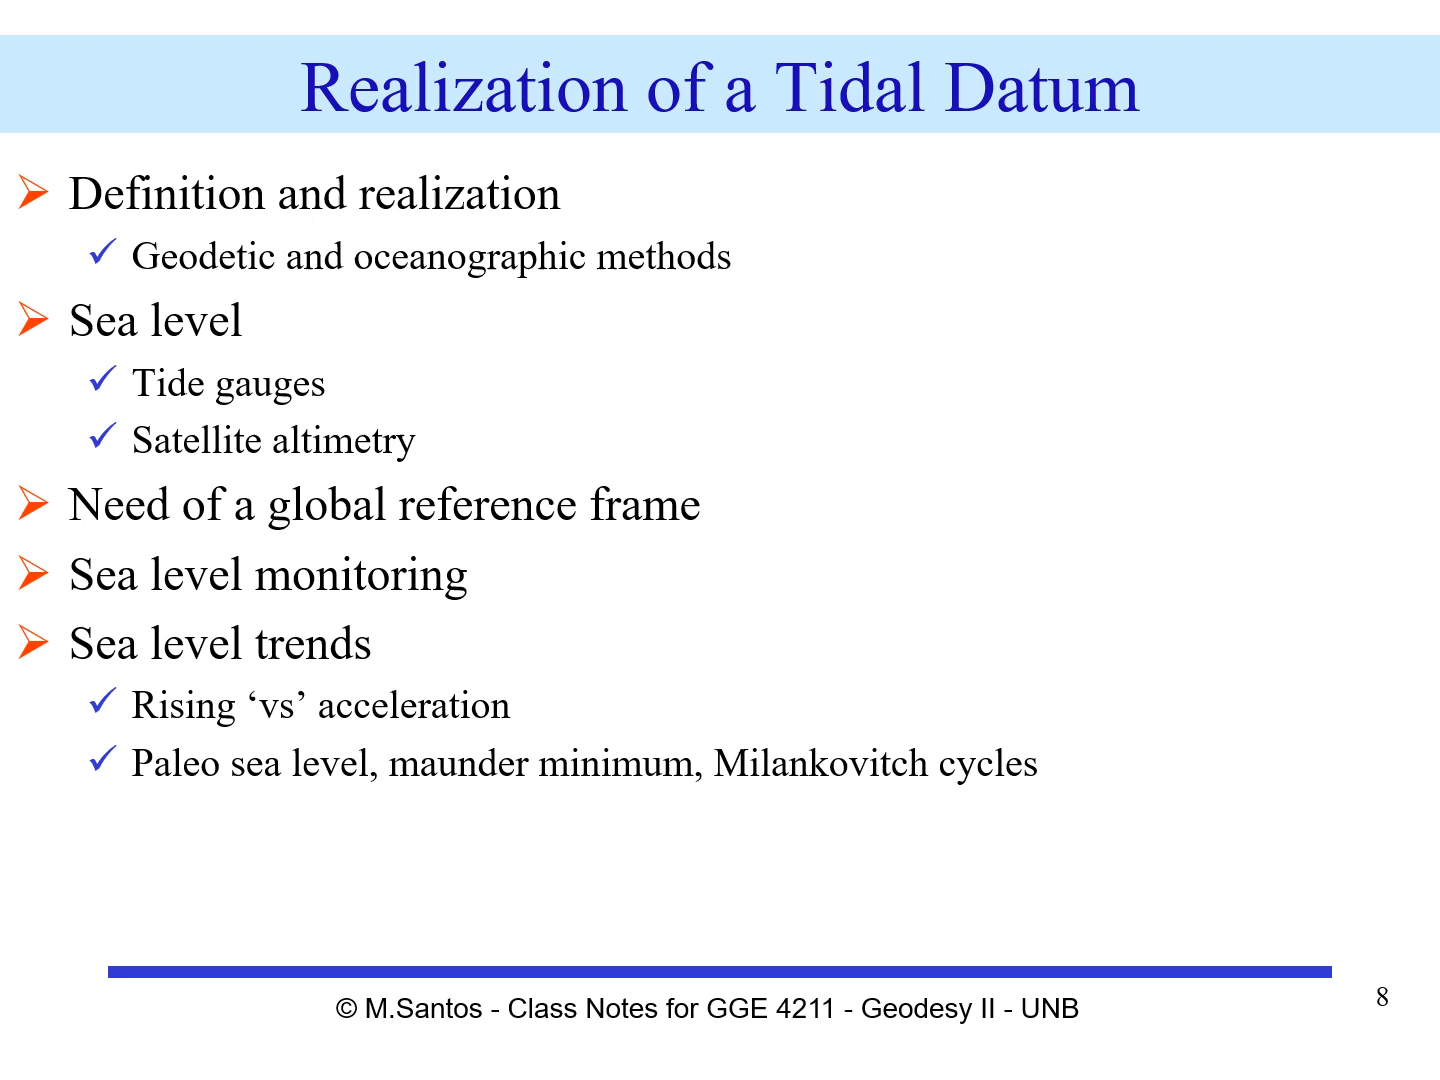 Realization of a Tidal Datum
Definition and realization
Geodetic and oceanographic methods
Sea level
Tide gauges
Satellite altimetry
Need of a global reference frame
Sea level monitoring
Sea level trends
Rising ‘vs’ acceleration
Paleo sea level, maunder minimum, Milankovitch cycles
© M.Santos - Class Notes for GGE 4211 - Geodesy II - UNB
8